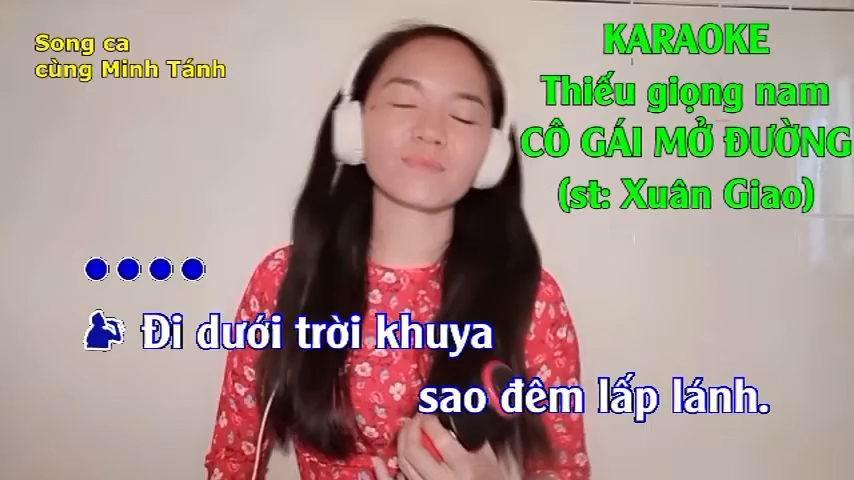 Song ca
cùng Minh Tánh
KARAOKE
Thiếu giọng nam
CÔ GÁI MỞ ĐƯỜNG
(st: Xuân Giao)
Đi dưới trời khuya
sao đêm lấp lánh.